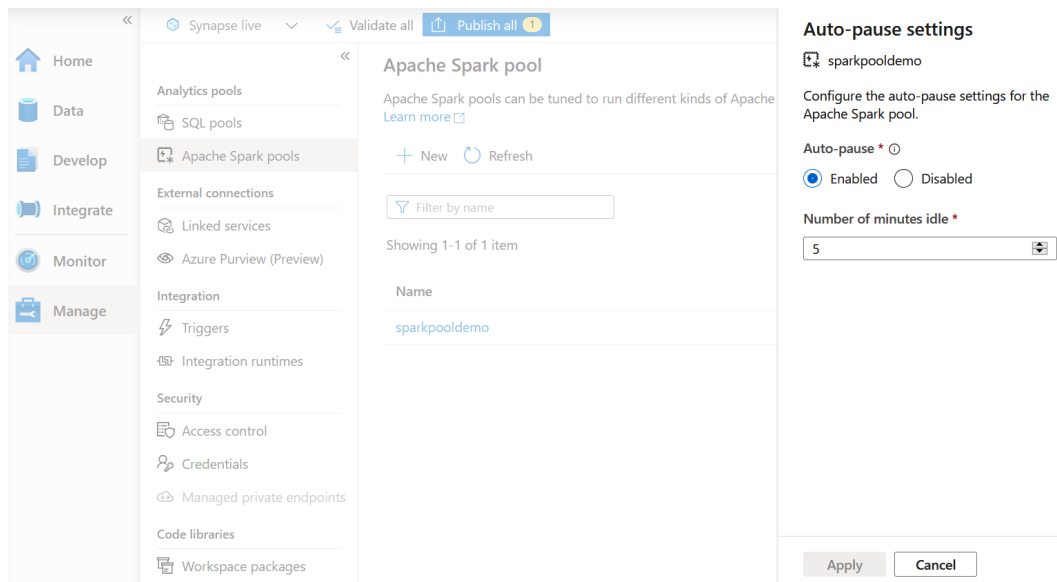 «
Home
Data
Develop
Integrate
Monitor
Manage
Synapse live
Validate all
Publish all 1
«
Analytics pools
SQL pools
Apache Spark pools
External connections
Linked services
Azure Purview (Preview)
Integration
Triggers
Integration runtimes
Security
Access control
Credentials
Managed private endpoints
Code libraries
Workspace packages
Apache Spark pool
Apache Spark pools can be tuned to run different kinds of Apache
Learn more
+ New Refresh
Filter by name
Showing 1-1 of 1 item
Name
sparkpooldemo
Auto-pause settings
sparkpooldemo
Configure the auto-pause settings for the
Apache Spark pool.
Auto-pause *
Enabled Disabled
Number of minutes idle *
5
Apply Cancel